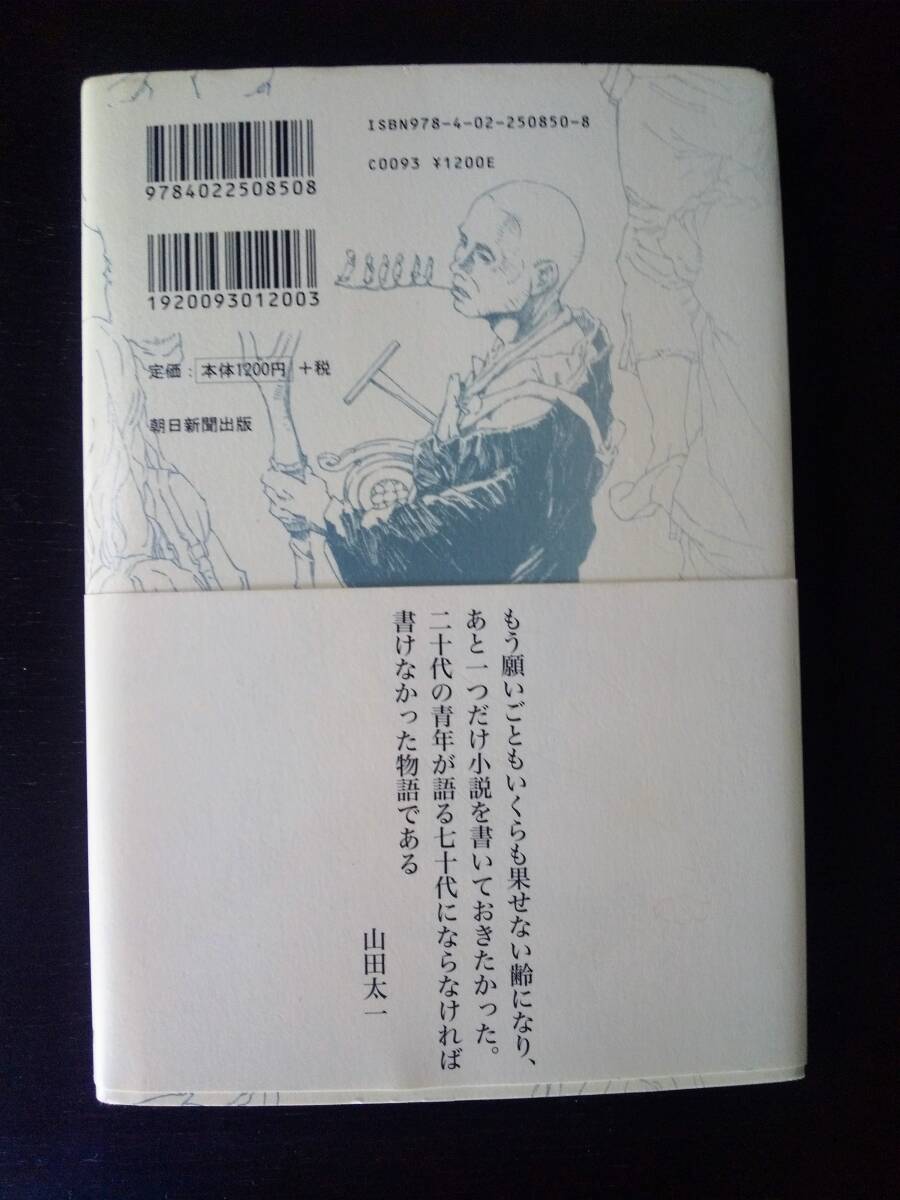 ISBN978-4-02-250850-8
C0093 ¥1200E
9784022508508
1920093012003
定価：本体1200円＋税
朝日新聞出版
もう願いごともいくらも果せない齢になり、
あと一つだけ小説を書いておきたかった。
二十代の青年が語る七十代にならなければ
書けなかった物語である
山田太一